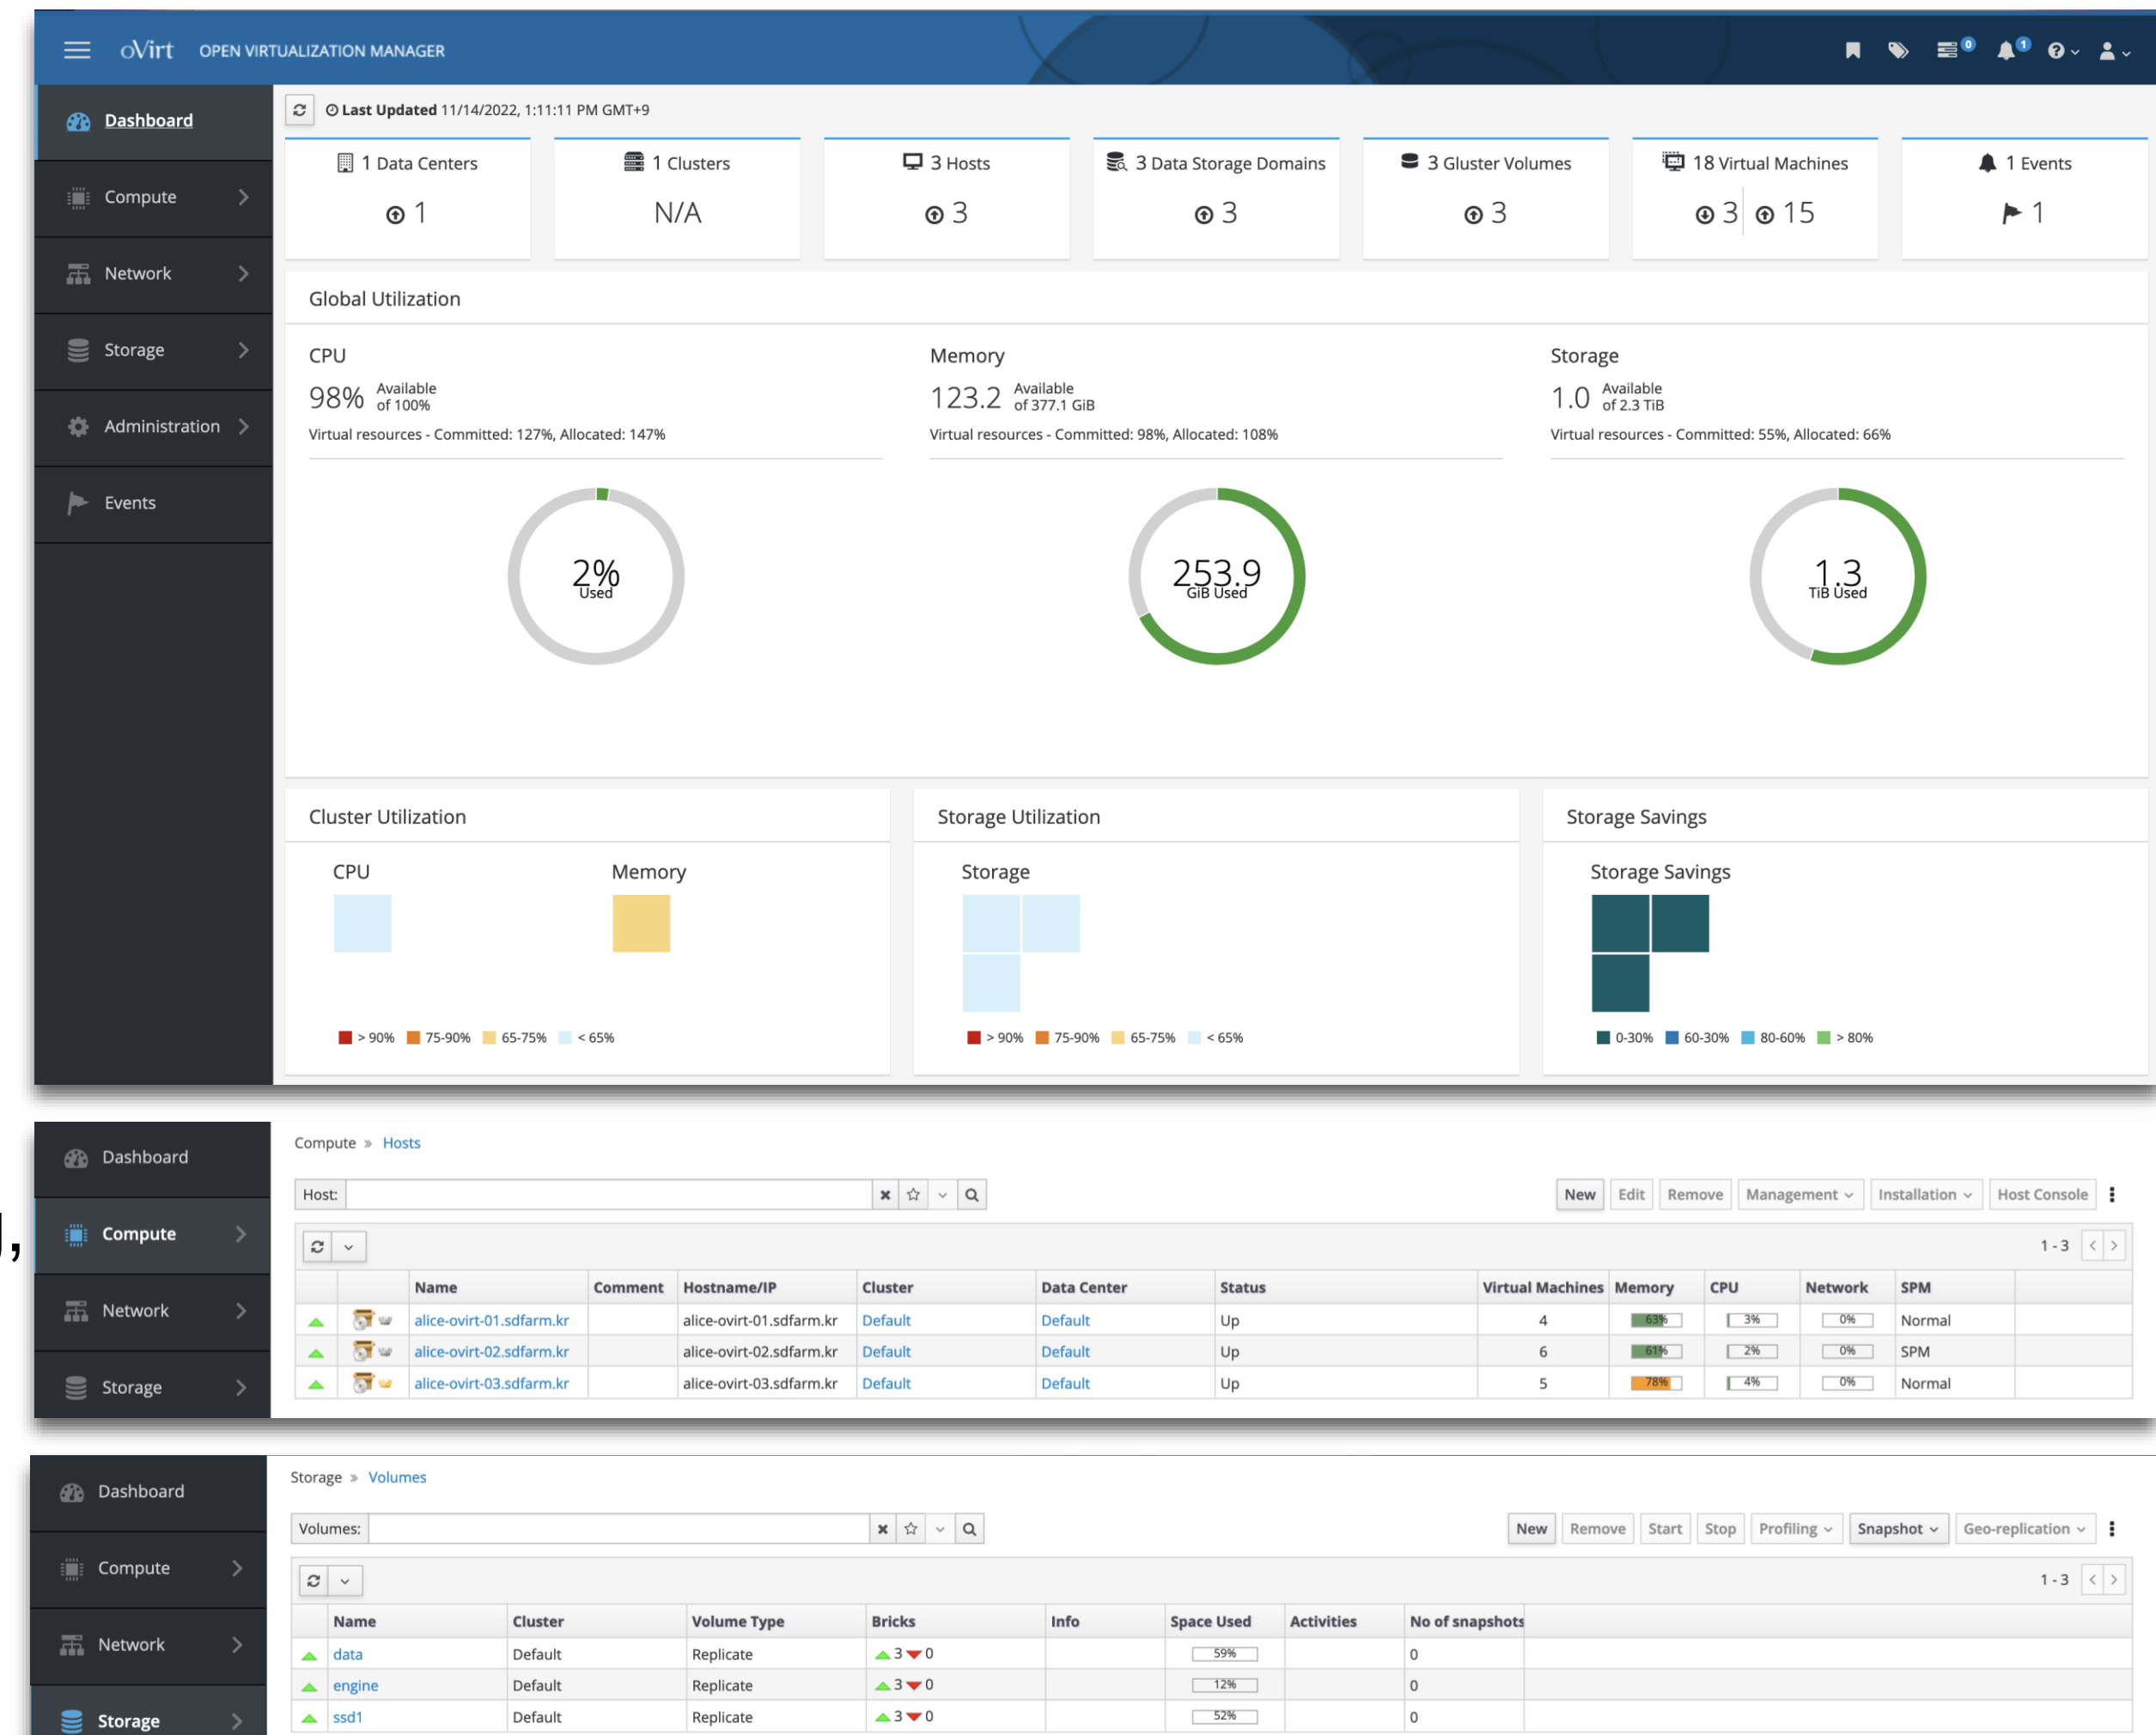 oVirt OPEN VIRTUALIZATION MANAGER 0 1
Dashboard
Compute
Network
Storage
Administration
Events
Last Updated 11/14/2022, 1:11:11 PM GMT+9
1 Data Centers
1
1 Clusters
N/A
3 Hosts
3
3 Data Storage Domains
3
3 Gluster Volumes
3
18 Virtual Machines
3 15
1 Events
1
Global Utilization
CPU
98% Available of 100%
Virtual resources - Committed: 127%, Allocated: 147%
2%
Used
Memory
123.2 Available of 377.1 GiB
Virtual resources - Committed: 98%, Allocated: 108%
253.9
GiB Used
Storage
1.0 Available of 2.3 TiB
Virtual resources - Committed: 55%, Allocated: 66%
1.3
TiB Used
Cluster Utilization
CPU Memory
> 90% 75-90% 65-75% < 65%
Storage Utilization
Storage
> 90% 75-90% 65-75% < 65%
Storage Savings
Storage Savings
0-30% 60-30% 80-60% > 80%
Dashboard
Compute
Network
Storage
Compute » Hosts
Host: New Edit Remove Management Installation Host Console
1 - 3
Name Comment Hostname/IP Cluster Data Center Status Virtual Machines Memory CPU Network SPM
alice-ovirt-01.sdfarm.kr alice-ovirt-01.sdfarm.kr Default Default Up 4 63% 3% 0% Normal
alice-ovirt-02.sdfarm.kr alice-ovirt-02.sdfarm.kr Default Default Up 6 61% 2% 0% SPM
alice-ovirt-03.sdfarm.kr alice-ovirt-03.sdfarm.kr Default Default Up 5 78% 4% 0% Normal
Dashboard
Compute
Network
Storage
Storage » Volumes
Volumes: New Remove Start Stop Profiling Snapshot Geo-replication
1 - 3
Name Cluster Volume Type Bricks Info Space Used Activities No of snapshots
data Default Replicate 3 0 59% 0
engine Default Replicate 3 0 12% 0
ssd1 Default Replicate 3 0 52% 0